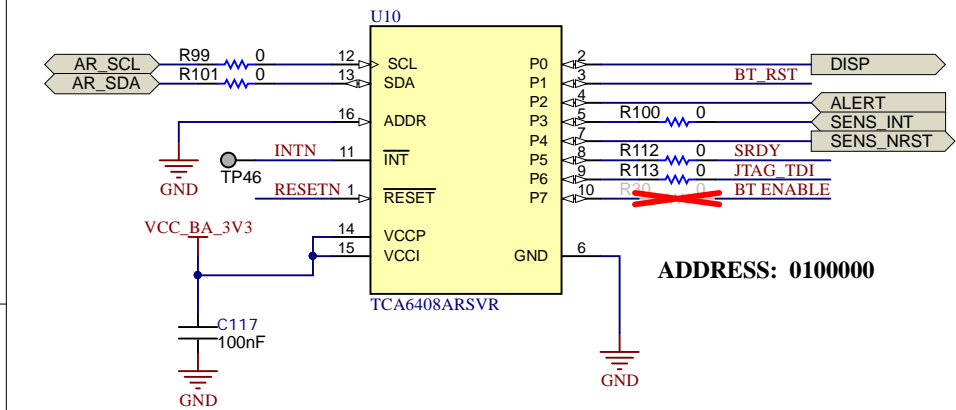 U10
AR_SCL R99 0 12 SCL P0 2 DISP
AR_SDA R101 0 13 SDA P1 3 BT_RST
P2 4 ALERT
16 ADDR P3 5 R100 0 SENS_INT
P4 7 SENS_NRST
GND TP46 INTN 11 INT P5 8 R112 0 SRDY
P6 9 R113 0 JTAG_TDI
RESETN 1 RESET P7 10 R30 0 BT ENABLE
VCC_BA_3V3 14 VCCP
15 VCCI GND 6
ADDRESS: 0100000
TCA6408ARSVR
C117
100nF
GND
GND